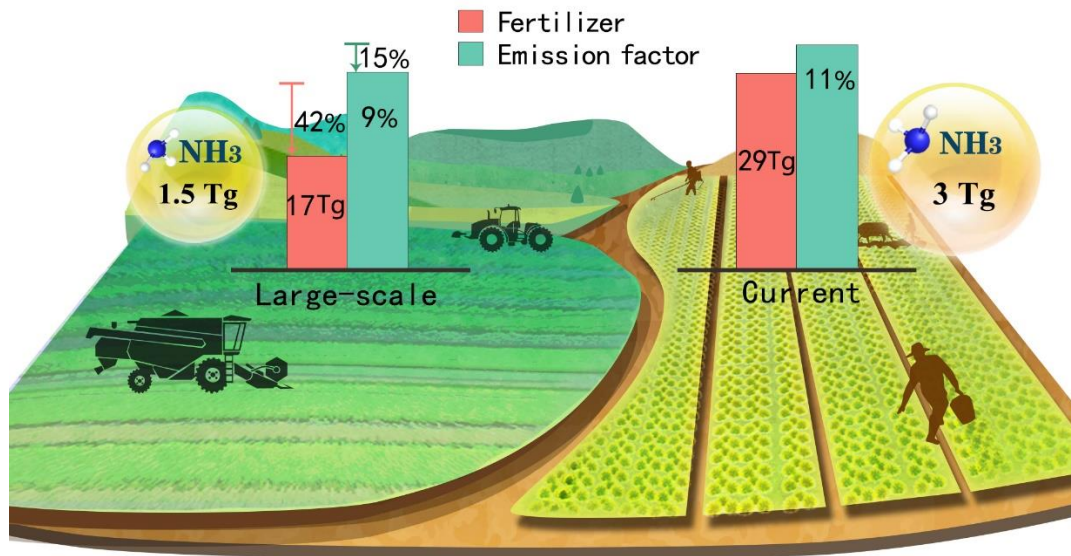 Fertilizer
Emission factor
15%
42%
9%
17Tg
Large-scale
NH3
1.5 Tg
11%
29Tg
Current
NH3
3 Tg